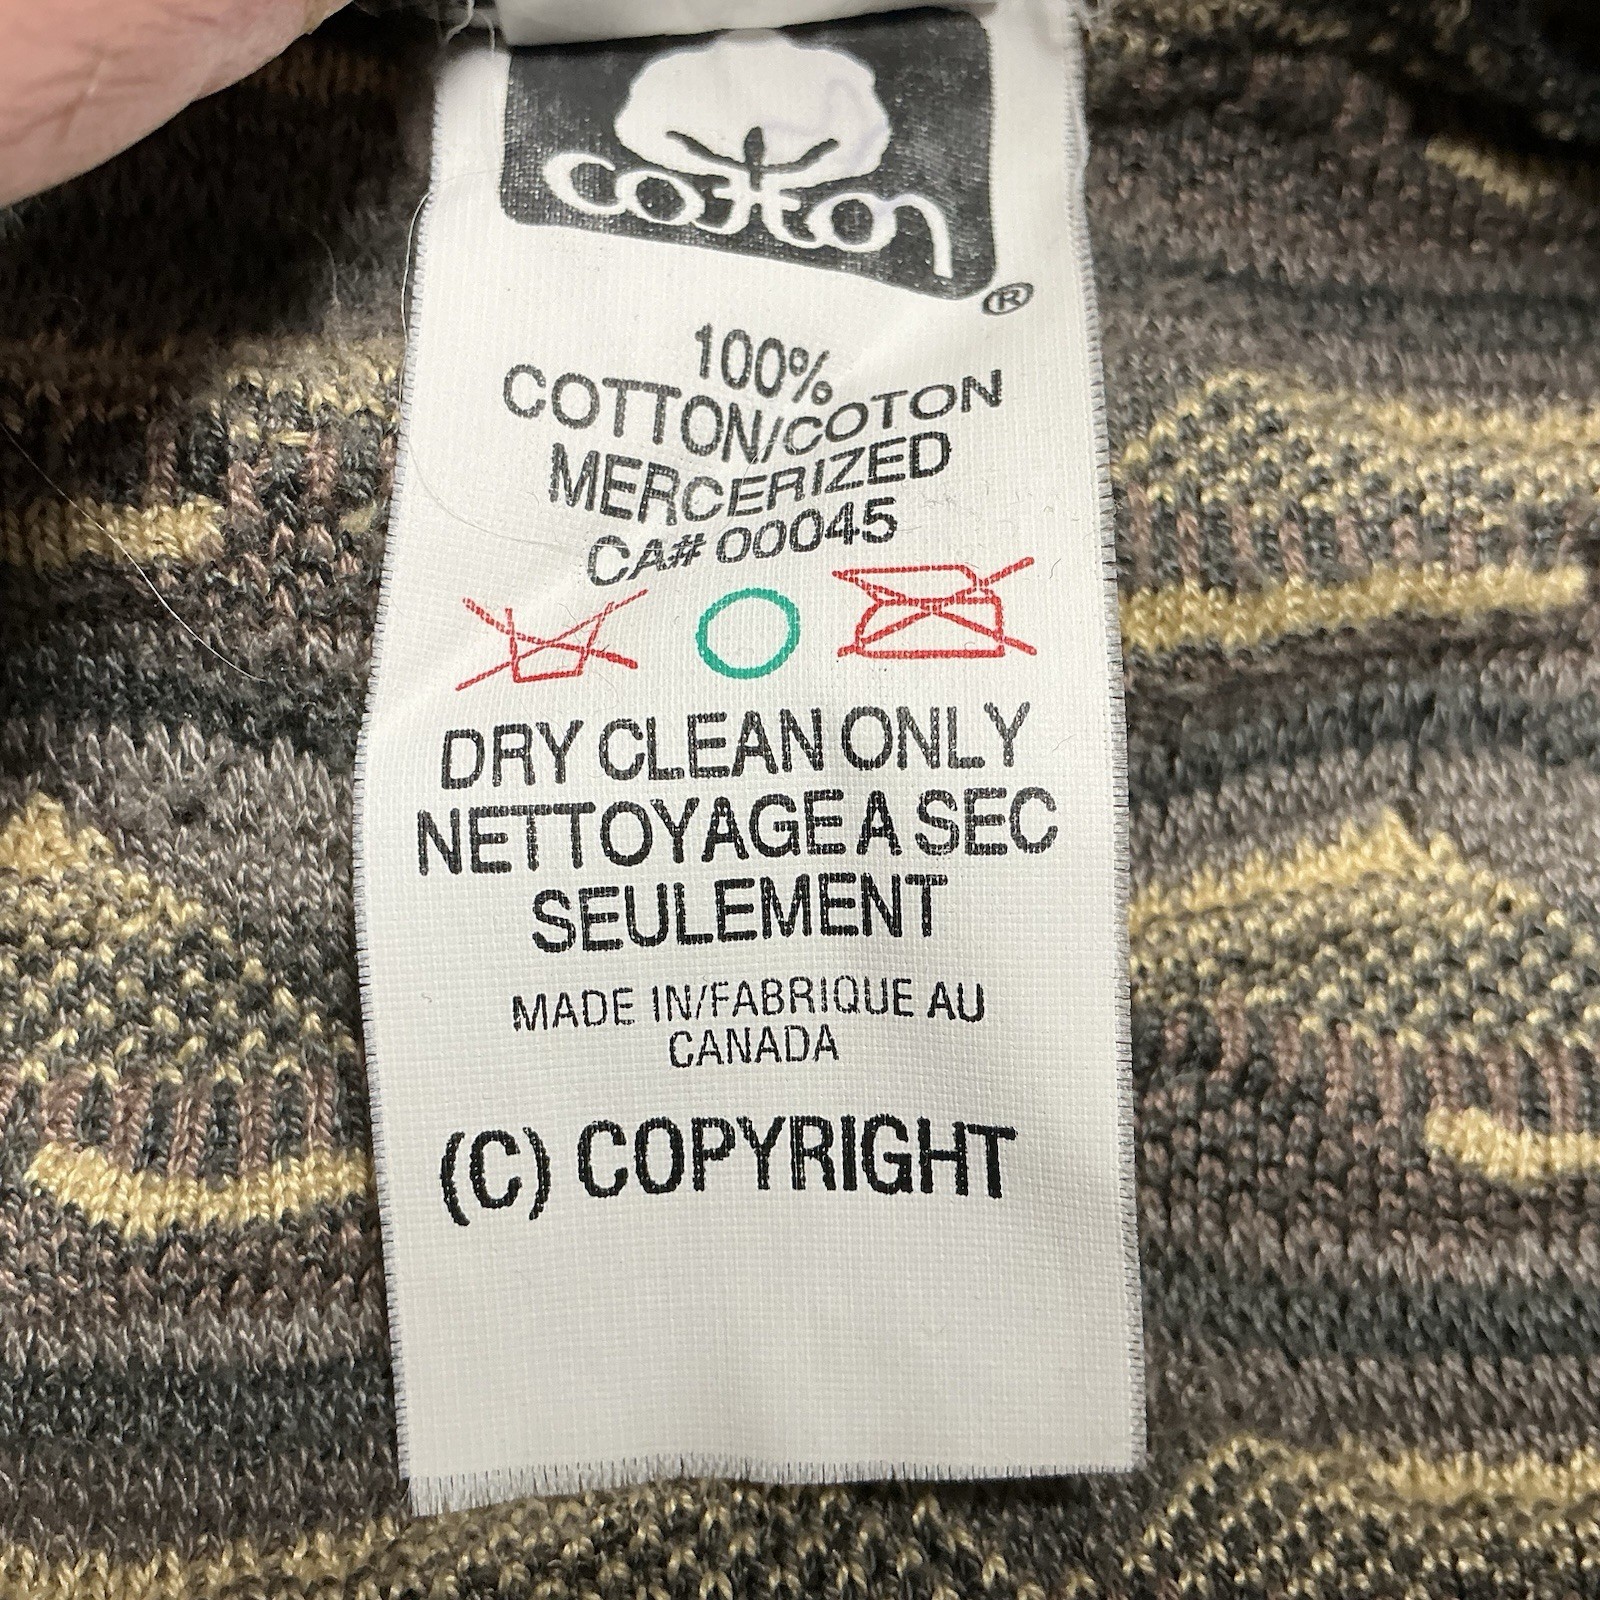 cotton
®
100%
COTTON/COTON
MERCERIZED
CA# 00045
DRY CLEAN ONLY
NETTOYAGE A SEC
SEULEMENT
MADE IN/FABRIQUE AU
CANADA
(C) COPYRIGHT